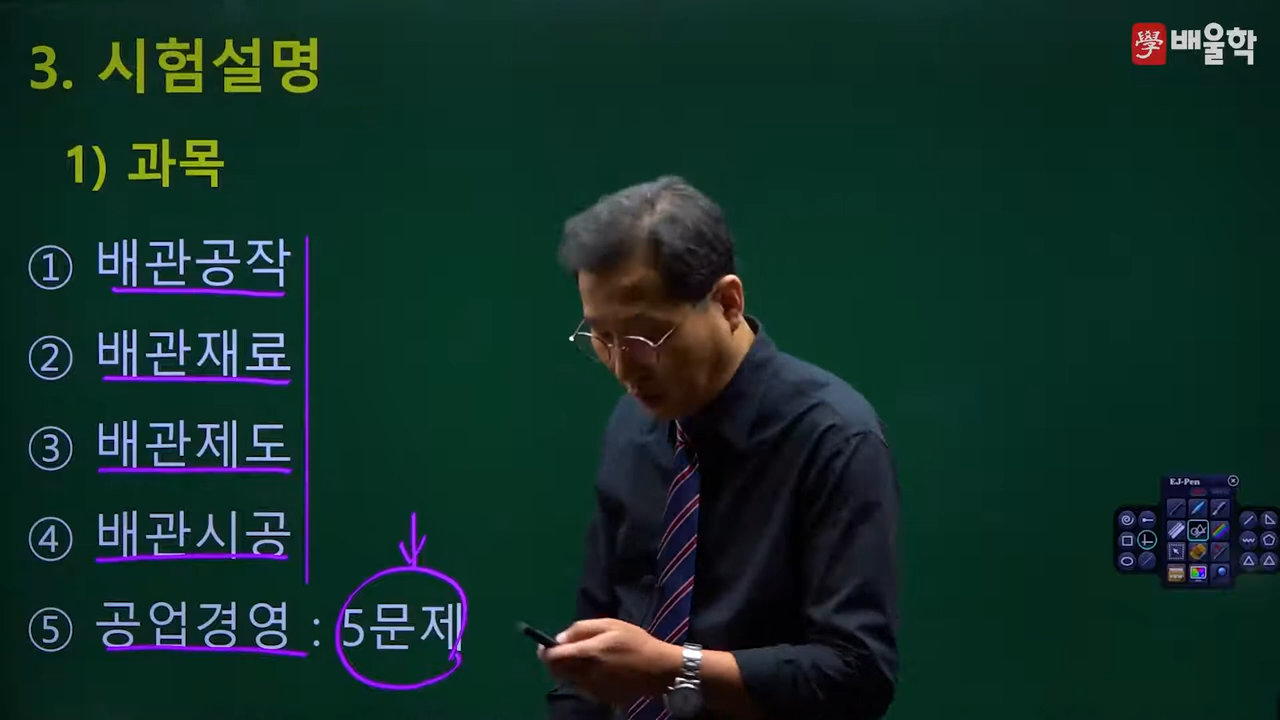 3. 시험설명
學 배울학
1) 과목
① 배관공작
② 배관재료
③ 배관제도
④ 배관시공
⑤ 공업경영 : 5문제
EJ-Pen